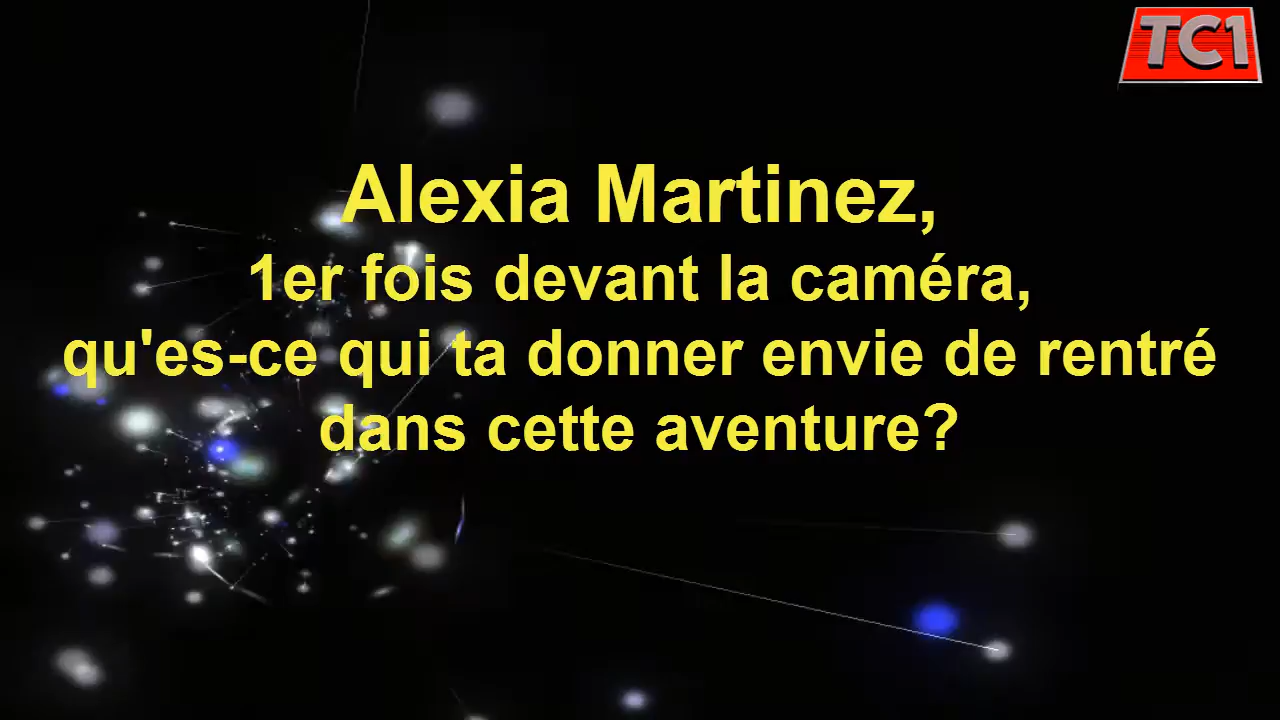 TC1
Alexia Martinez,
1er fois devant la caméra,
qu'es-ce qui ta donner envie de rentré
dans cette aventure?